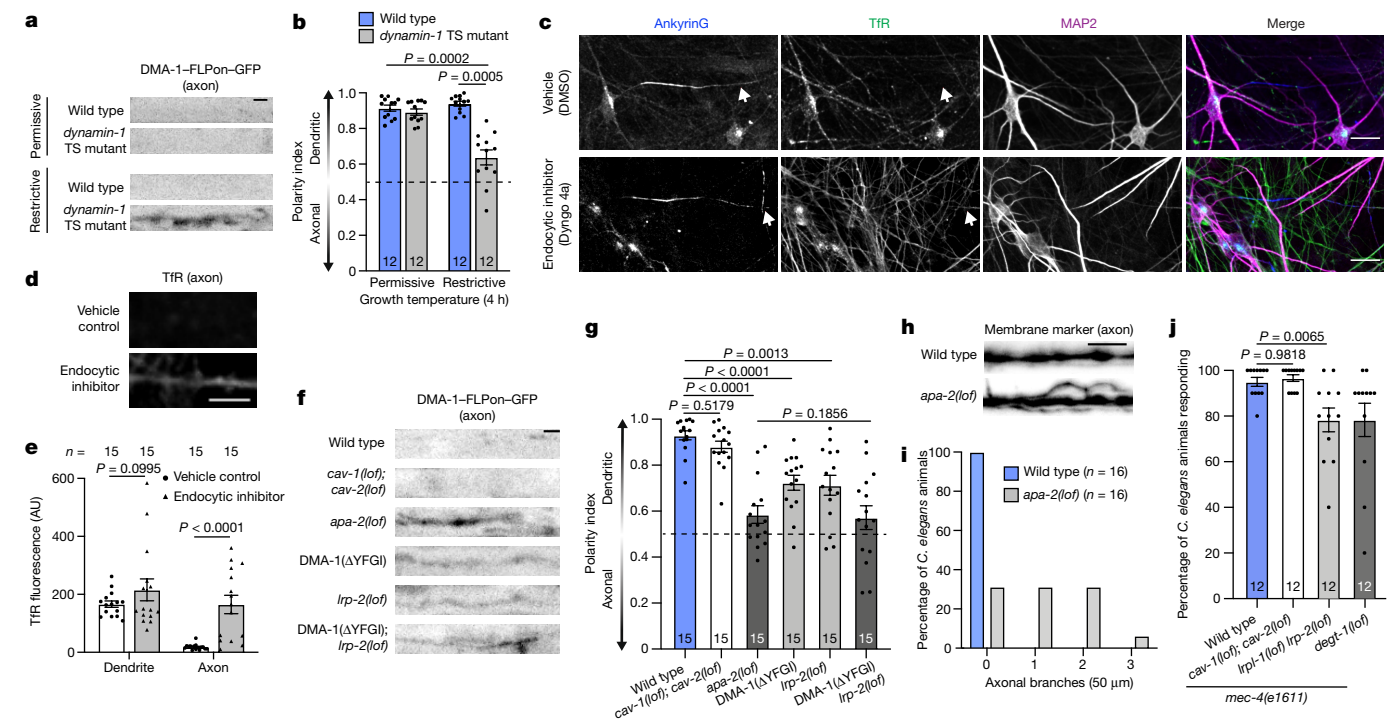 a
DMA-1–FLPon–GFP
(axon)
Permissive
Wild type
dynamin-1
TS mutant
Restrictive
Wild type
dynamin-1
TS mutant
b
Wild type
dynamin-1 TS mutant
P = 0.0002
P = 0.0005
Polarity index
Axonal Dendritic
1.0
0.8
0.6
0.4
0.2
0
12 12 12 12
Permissive Restrictive
Growth temperature (4 h)
c
AnkyrinG TfR MAP2 Merge
Vehicle
(DMSO)
Endocytic inhibitor
(Dyngo 4a)
d
TfR (axon)
Vehicle
control
Endocytic
inhibitor
e
n = 15 15 15 15
P = 0.0995
Vehicle control
Endocytic inhibitor
P < 0.0001
TfR fluorescence (AU)
600
400
200
0
Dendrite Axon
f
DMA-1–FLPon–GFP
(axon)
Wild type
cav-1(lof);
cav-2(lof)
apa-2(lof)
DMA-1(ΔYFGI)
lrp-2(lof)
DMA-1(ΔYFGI);
lrp-2(lof)
g
P = 0.0013
P < 0.0001
P < 0.0001
P = 0.5179
P = 0.1856
Polarity index
Axonal Dendritic
1.0
0.8
0.6
0.4
0.2
0
15 15 15 15 15 15
Wild type
cav-1(lof); cav-2(lof)
apa-2(lof)
DMA-1(ΔYFGI)
lrp-2(lof)
DMA-1(ΔYFGI)
lrp-2(lof)
h
Membrane marker (axon)
Wild type
apa-2(lof)
i
Percentage of C. elegans animals
100
80
60
40
20
0
Wild type (n = 16)
apa-2(lof) (n = 16)
0 1 2 3
Axonal branches (50 μm)
j
P = 0.0065
P = 0.9818
Percentage of C. elegans animals responding
100
80
60
40
20
0
12 12 12 12
Wild type
cav-1(lof); cav-2(lof)
lrpl-1(lof) lrp-2(lof)
degt-1(lof)
mec-4(e1611)